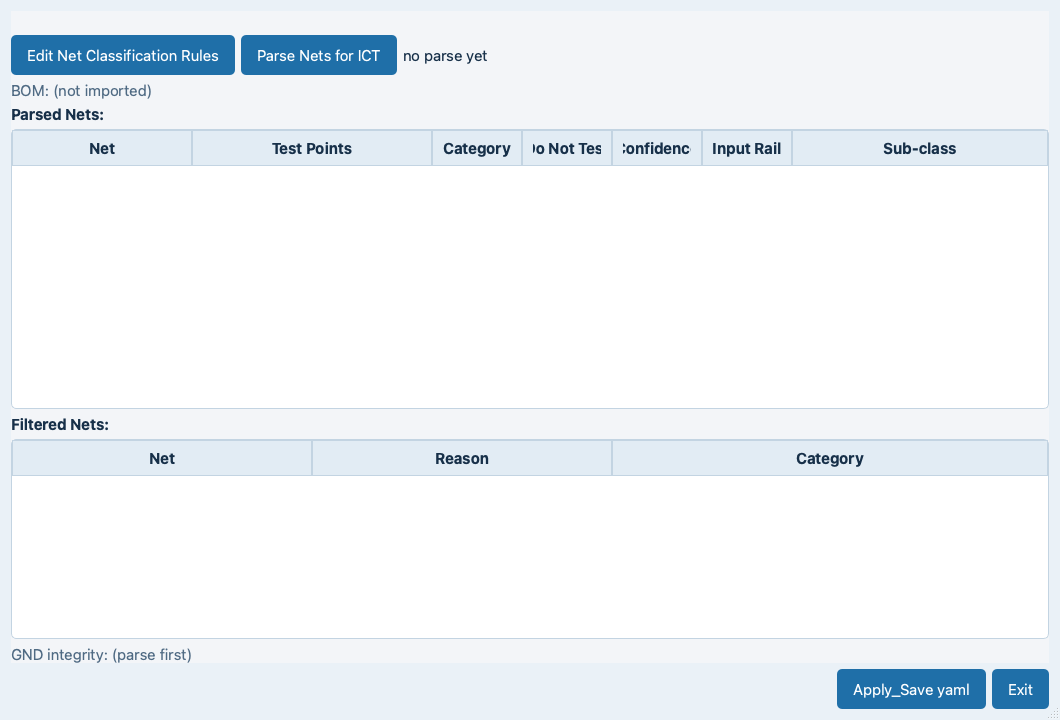 Edit Net Classification Rules Parse Nets for ICT no parse yet
BOM: (not imported)
Parsed Nets:
Net Test Points Category Do Not Tes Confidenc Input Rail Sub-class
Filtered Nets:
Net Reason Category
GND integrity: (parse first)
Apply_Save yaml Exit